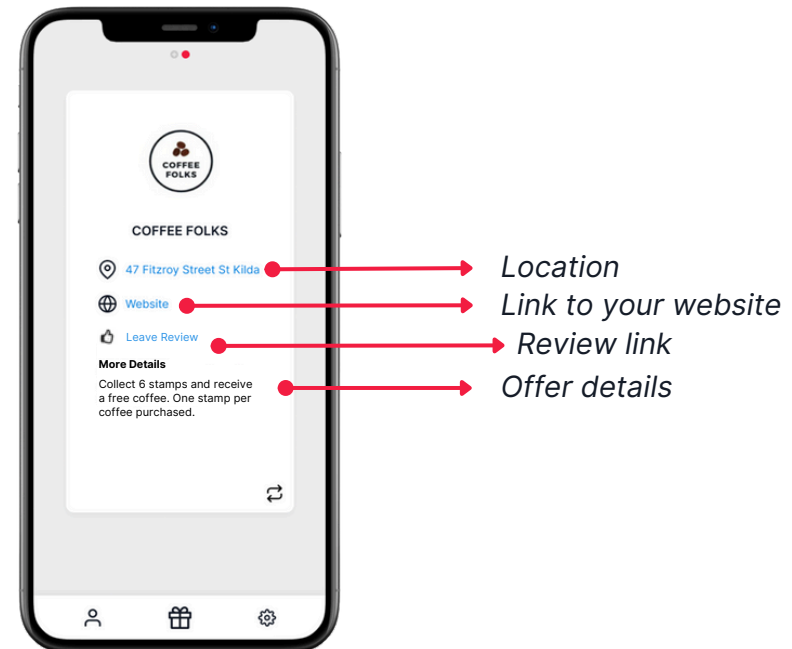 COFFEE
FOLKS
COFFEE FOLKS
47 Fitzroy Street St Kilda
Location
Website
Link to your website
Leave Review
Review link
More Details
Collect 6 stamps and receive
a free coffee. One stamp per
coffee purchased.
Offer details